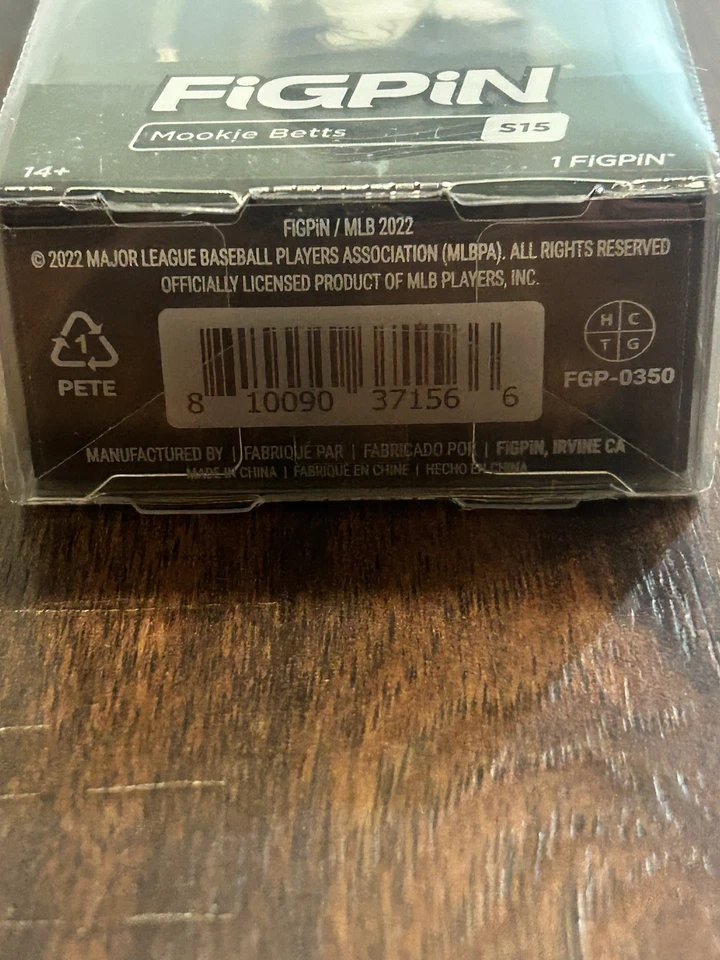 FiGPiN
Mookie Betts S15
14+ 1 FiGPiN™
FiGPiN / MLB 2022
© 2022 MAJOR LEAGUE BASEBALL PLAYERS ASSOCIATION (MLBPA). ALL RIGHTS RESERVED
OFFICIALLY LICENSED PRODUCT OF MLB PLAYERS, INC.
1
PETE
8 10090 37156 6
H C
T G
FGP-0350
MANUFACTURED BY | FABRIQUÉ PAR | FABRICADO POR | FiGPiN, IRVINE CA
MADE IN CHINA | FABRIQUÉ EN CHINE | HECHO EN CHINA